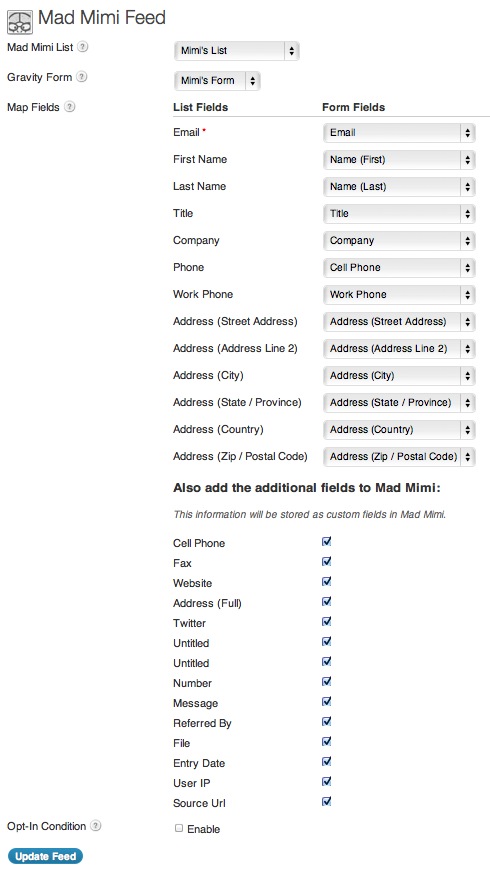 Mad Mimi Feed
Mad Mimi List ? Mimi's List
Gravity Form ? Mimi's Form
Map Fields ? List Fields Form Fields
Email * Email
First Name Name (First)
Last Name Name (Last)
Title Title
Company Company
Phone Cell Phone
Work Phone Work Phone
Address (Street Address) Address (Street Address)
Address (Address Line 2) Address (Address Line 2)
Address (City) Address (City)
Address (State / Province) Address (State / Province)
Address (Country) Address (Country)
Address (Zip / Postal Code) Address (Zip / Postal Code)
Also add the additional fields to Mad Mimi:
This information will be stored as custom fields in Mad Mimi.
Cell Phone
Fax
Website
Address (Full)
Twitter
Untitled
Untitled
Number
Message
Referred By
File
Entry Date
User IP
Source Url
Opt-In Condition ? Enable
Update Feed